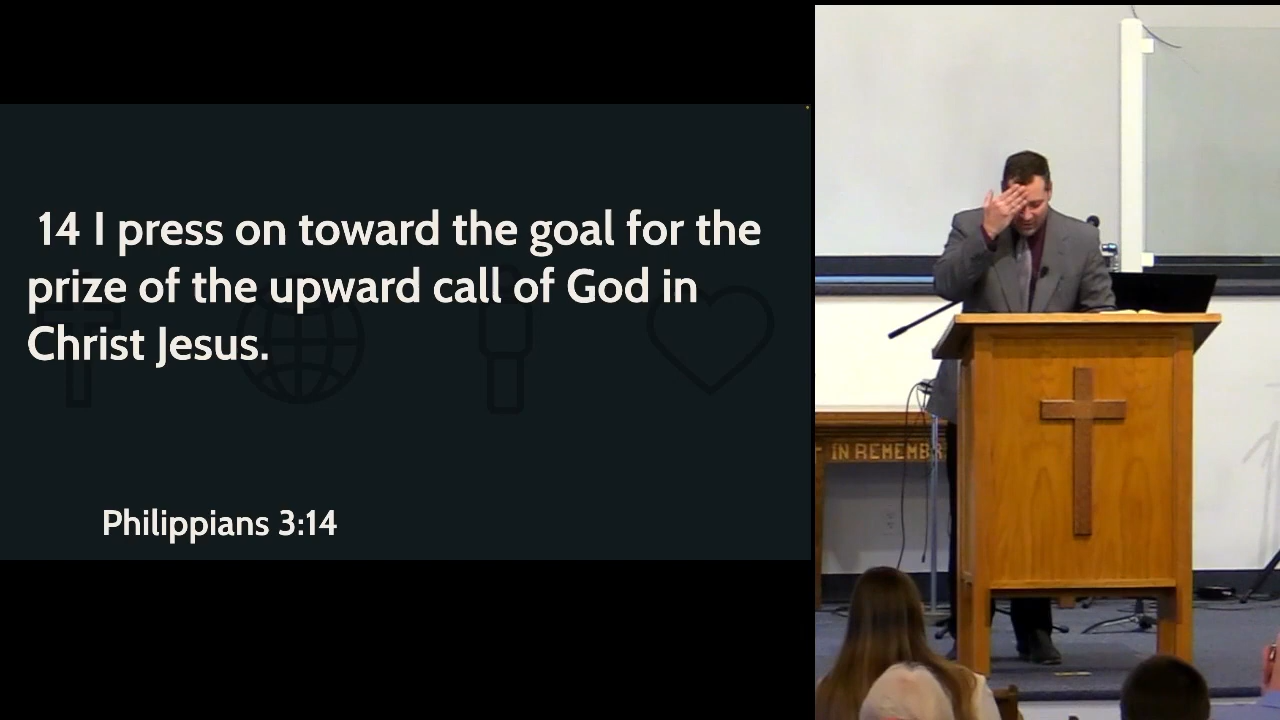 14 I press on toward the goal for the
prize of the upward call of God in
Christ Jesus.
Philippians 3:14
IN REMEMBR